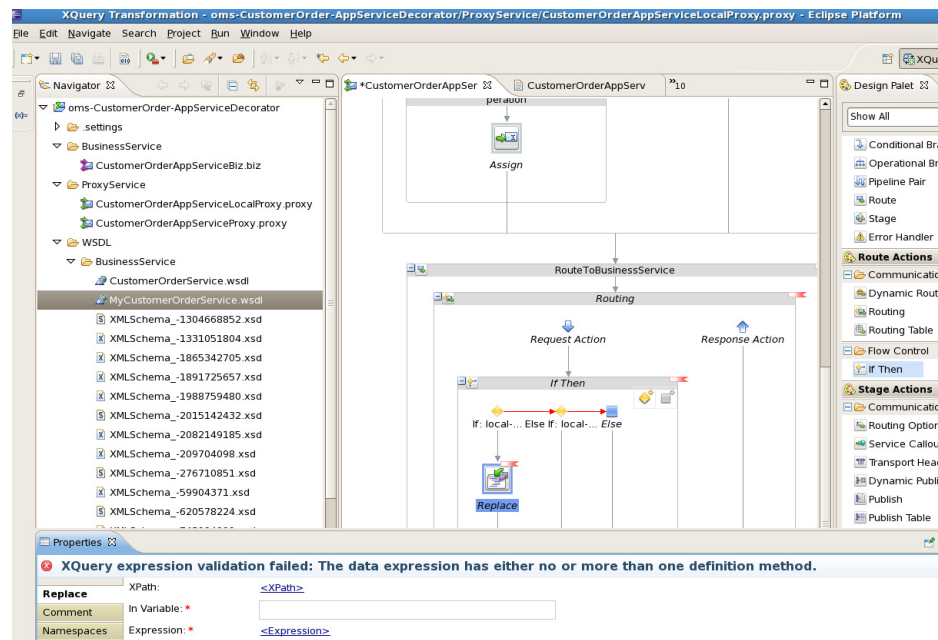 XQuery Transformation - oms-CustomerOrder-AppServiceDecorator/ProxyService/CustomerOrderAppServiceLocalProxy.proxy - Eclipse Platform
File Edit Navigate Search Project Run Window Help
XQu
Navigator
*CustomerOrderAppSer
CustomerOrderAppServ
»10
Design Palet
oms-CustomerOrder-AppServiceDecorator
.settings
BusinessService
CustomerOrderAppServiceBiz.biz
ProxyService
CustomerOrderAppServiceLocalProxy.proxy
CustomerOrderAppServiceProxy.proxy
WSDL
BusinessService
CustomerOrderService.wsdl
MyCustomerOrderService.wsdl
XMLSchema_-1304668852.xsd
XMLSchema_-1331051804.xsd
XMLSchema_-1865342705.xsd
XMLSchema_-1891725657.xsd
XMLSchema_-1988759480.xsd
XMLSchema_-2015142432.xsd
XMLSchema_-2082149185.xsd
XMLSchema_-209704098.xsd
XMLSchema_-276710851.xsd
XMLSchema_-59904371.xsd
XMLSchema_-620578224.xsd
peration
Assign
RouteToBusinessService
Routing
Request Action
Response Action
If Then
If: local-... Else If: local-... Else
Replace
Show All
Conditional Bra
Operational Br
Pipeline Pair
Route
Stage
Error Handler
Route Actions
Communicatio
Dynamic Rout
Routing
Routing Table
Flow Control
If Then
Stage Actions
Communicatio
Routing Option
Service Callou
Transport Head
Dynamic Publi
Publish
Publish Table
Properties
XQuery expression validation failed: The data expression has either no or more than one definition method.
Replace
Comment
Namespaces
XPath: <XPath>
In Variable: *
Expression: * <Expression>